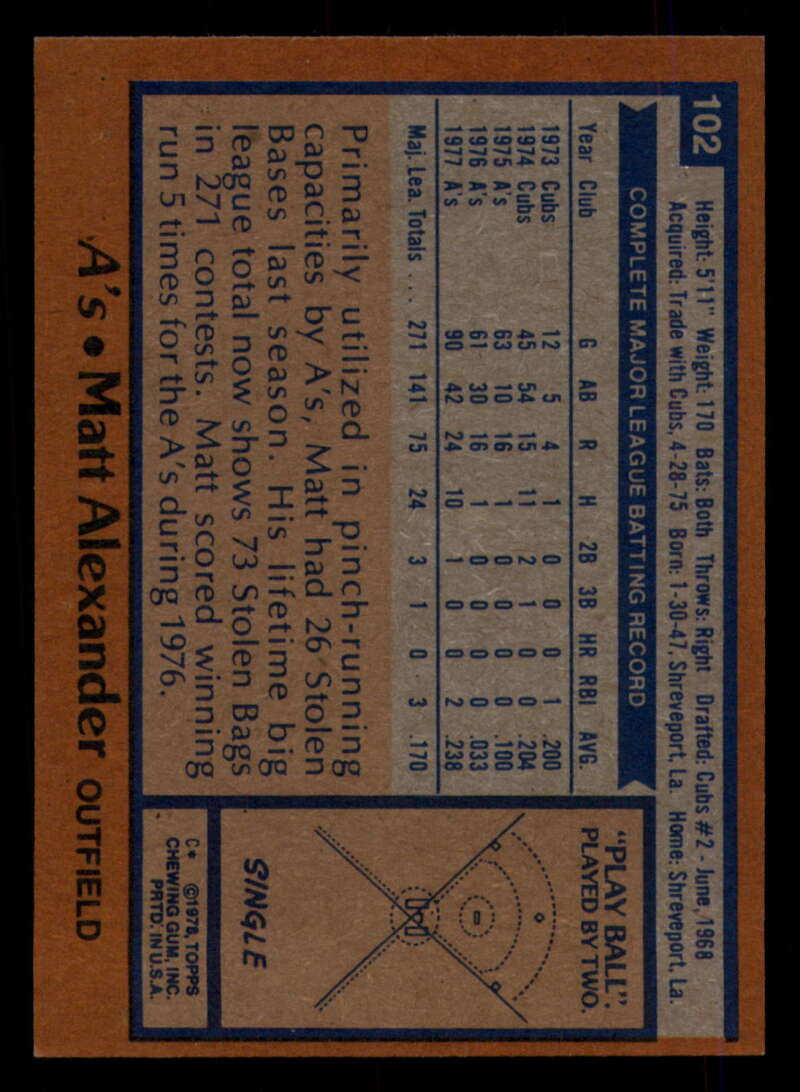 102
Height: 5'11" Weight: 170 Bats: Both Throws: Right Drafted: Cubs #2 - June, 1968
Acquired: Trade with Cubs, 4-28-75 Born: 1-30-47, Shreveport, La. Home: Shreveport, La.
COMPLETE MAJOR LEAGUE BATTING RECORD
Year Club G AB R H 2B 3B HR RBI AVG.
1973 Cubs 12 5 4 1 0 0 0 1 .200
1974 Cubs 45 54 15 11 2 1 0 0 .204
1975 A's 63 10 16 1 0 0 0 0 .100
1976 A's 61 30 16 1 0 0 0 0 .033
1977 A's 90 42 24 10 1 0 0 2 .238
Maj. Lea. Totals ... 271 141 75 24 3 1 0 3 .170
Primarily utilized in pinch-running
capacities by A's, Matt had 26 Stolen
Bases last season. His lifetime big
league total now shows 73 Stolen Bags
in 271 contests. Matt scored winning
run 5 times for the A's during 1976.
"PLAY BALL".
PLAYED BY TWO.
SINGLE
C* ©1978, TOPPS
CHEWING GUM, INC.
PRTD. IN U.S.A.
A's • Matt Alexander OUTFIELD